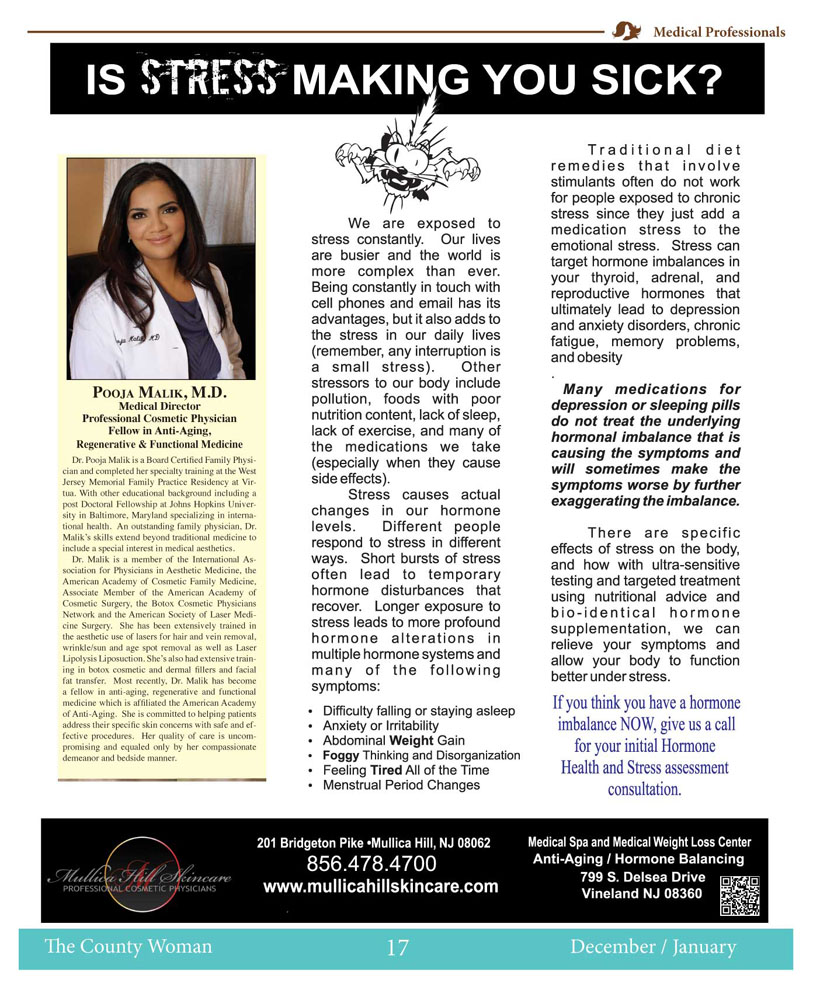 Medical Professionals
IS STRESS MAKING YOU SICK?
Pooja Malik, MD
POOJA MALIK, M.D.
Medical Director
Professional Cosmetic Physician
Fellow in Anti-Aging,
Regenerative & Functional Medicine
Dr. Pooja Malik is a Board Certified Family Physi-
cian and completed her specialty training at the West
Jersey Memorial Family Practice Residency at Vir-
tua. With other educational background including a
post Doctoral Fellowship at Johns Hopkins Univer-
sity in Baltimore, Maryland specializing in interna-
tional health. An outstanding family physician, Dr.
Malik's skills extend beyond traditional medicine to
include a special interest in medical aesthetics.
Dr. Malik is a member of the International As-
sociation for Physicians in Aesthetic Medicine, the
American Academy of Cosmetic Family Medicine,
Associate Member of the American Academy of
Cosmetic Surgery, the Botox Cosmetic Physicians
Network and the American Society of Laser Medi-
cine Surgery. She has been extensively trained in
the aesthetic use of lasers for hair and vein removal,
wrinkle/sun and age spot removal as well as Laser
Lipolysis Liposuction. She's also had extensive train-
ing in botox cosmetic and dermal fillers and facial
fat transfer. Most recently, Dr. Malik has become
a fellow in anti-aging, regenerative and functional
medicine which is affiliated the American Academy
of Anti-Aging. She is committed to helping patients
address their specific skin concerns with safe and ef-
fective procedures. Her quality of care is uncom-
promising and equaled only by her compassionate
demeanor and bedside manner.
We are exposed to
stress constantly. Our lives
are busier and the world is
more complex than ever.
Being constantly in touch with
cell phones and email has its
advantages, but it also adds to
the stress in our daily lives
(remember, any interruption is
a small stress). Other
stressors to our body include
pollution, foods with poor
nutrition content, lack of sleep,
lack of exercise, and many of
the medications we take
(especially when they cause
side effects).
Stress causes actual
changes in our hormone
levels. Different people
respond to stress in different
ways. Short bursts of stress
often lead to temporary
hormone disturbances that
recover. Longer exposure to
stress leads to more profound
hormone alterations in
multiple hormone systems and
many of the following
symptoms:
• Difficulty falling or staying asleep
• Anxiety or Irritability
• Abdominal Weight Gain
• Foggy Thinking and Disorganization
• Feeling Tired All of the Time
• Menstrual Period Changes
Traditional diet
remedies that involve
stimulants often do not work
for people exposed to chronic
stress since they just add a
medication stress to the
emotional stress. Stress can
target hormone imbalances in
your thyroid, adrenal, and
reproductive hormones that
ultimately lead to depression
and anxiety disorders, chronic
fatigue, memory problems,
and obesity
.
Many medications for
depression or sleeping pills
do not treat the underlying
hormonal imbalance that is
causing the symptoms and
will sometimes make the
symptoms worse by further
exaggerating the imbalance.
There are specific
effects of stress on the body,
and how with ultra-sensitive
testing and targeted treatment
using nutritional advice and
bio-identical hormone
supplementation, we can
relieve your symptoms and
allow your body to function
better under stress.
If you think you have a hormone
imbalance NOW, give us a call
for your initial Hormone
Health and Stress assessment
consultation.
Mullica Hill Skincare
PROFESSIONAL COSMETIC PHYSICIANS
201 Bridgeton Pike •Mullica Hill, NJ 08062
856.478.4700
www.mullicahillskincare.com
Medical Spa and Medical Weight Loss Center
Anti-Aging / Hormone Balancing
799 S. Delsea Drive
Vineland NJ 08360
The County Woman
17
December / January